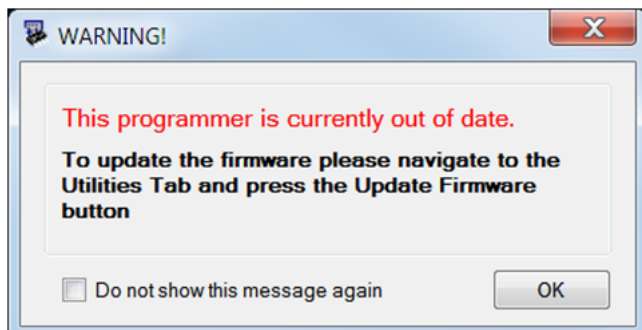 WARNING!
This programmer is currently out of date.
To update the firmware please navigate to the
Utilities Tab and press the Update Firmware
button
Do not show this message again
OK